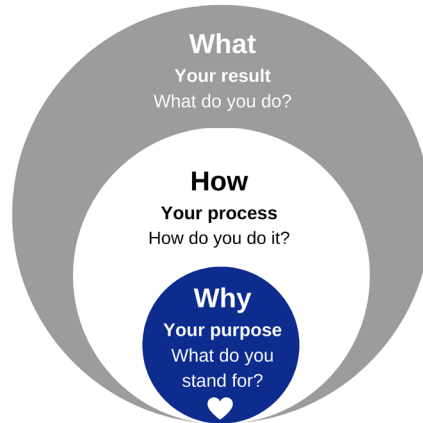 What
Your result
What do you do?
How
Your process
How do you do it?
Why
Your purpose
What do you
stand for?